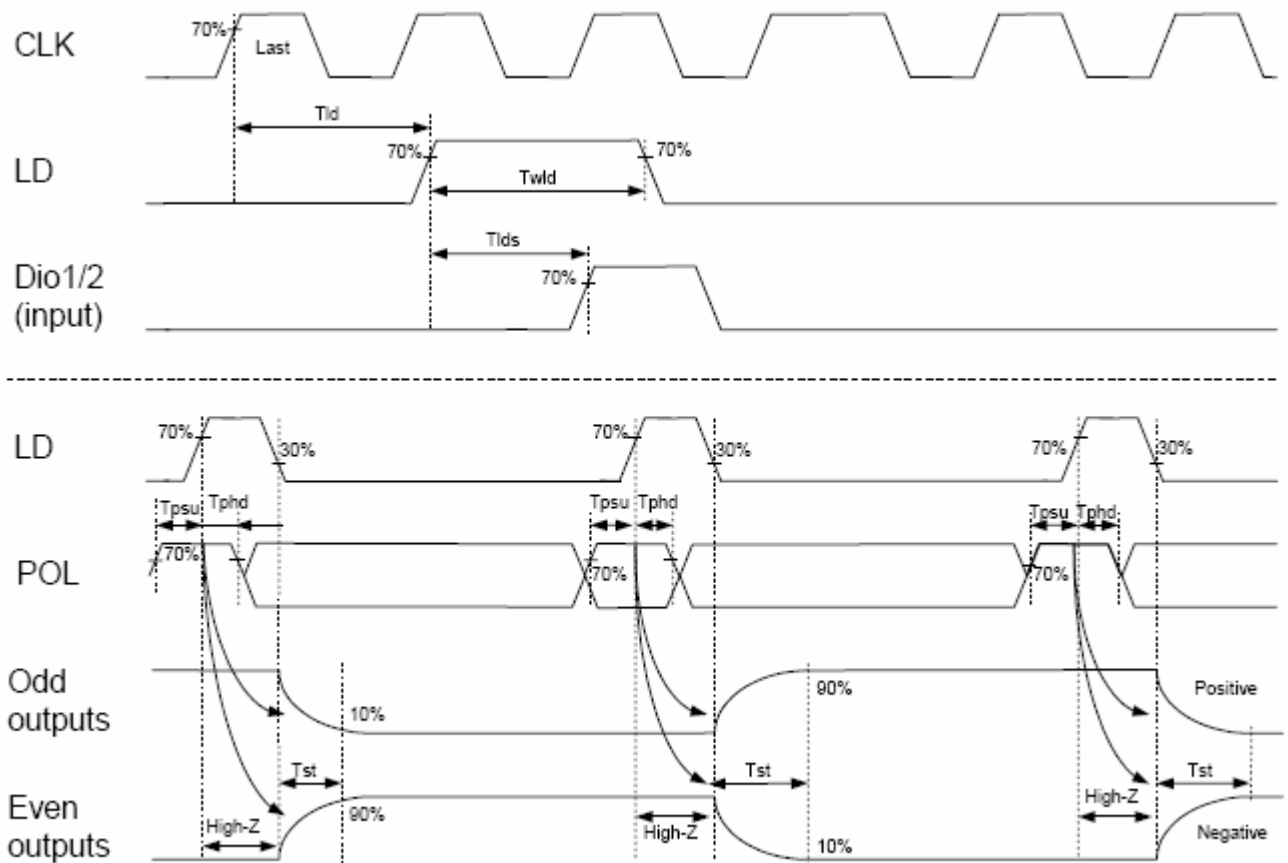 CLK
70%
Last
Tld
LD
70%
70%
Twld
Tlds
Dio1/2
(input)
70%
LD
70%
30%
70%
30%
70%
30%
Tpsu
Tphd
Tpsu
Tphd
Tpsu
Tphd
POL
7
70%
70%
70%
Odd
outputs
10%
90%
Positive
Even
outputs
Tst
90%
High-Z
Tst
High-Z
10%
Tst
High-Z
Negative